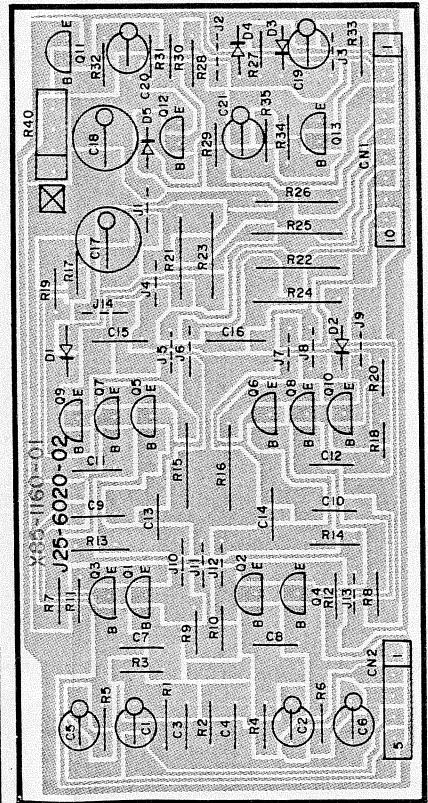 Q11
B
E
R32
C20
R31
R30
R28
J2
D4
R27
D3
C19
J3
R33
1
R40
C18
D5
Q12
B
E
R29
C21
R35
R34
Q13
B
E
CN1
J1
R26
R25
10
C17
R21
R23
R22
R19
R17
J4
R24
J14
D1
C15
J5
J6
C16
J7
J8
D2
J9
Q9
E
B
Q7
E
B
Q5
E
B
Q6
E
B
Q8
E
B
Q10
E
B
R20
R18
C11
R15
R16
C12
X85-1160-01
J25-6020-02
C9
C13
C14
C10
R13
R14
J10
J11
J12
R7
R11
Q3
E
B
Q1
E
B
Q2
E
B
E
B
Q4
R12
J13
R8
R9
R10
C7
C8
R3
CN2
1
5
C5
R5
C1
R1
C3
R2
C4
R4
C2
R6
C6